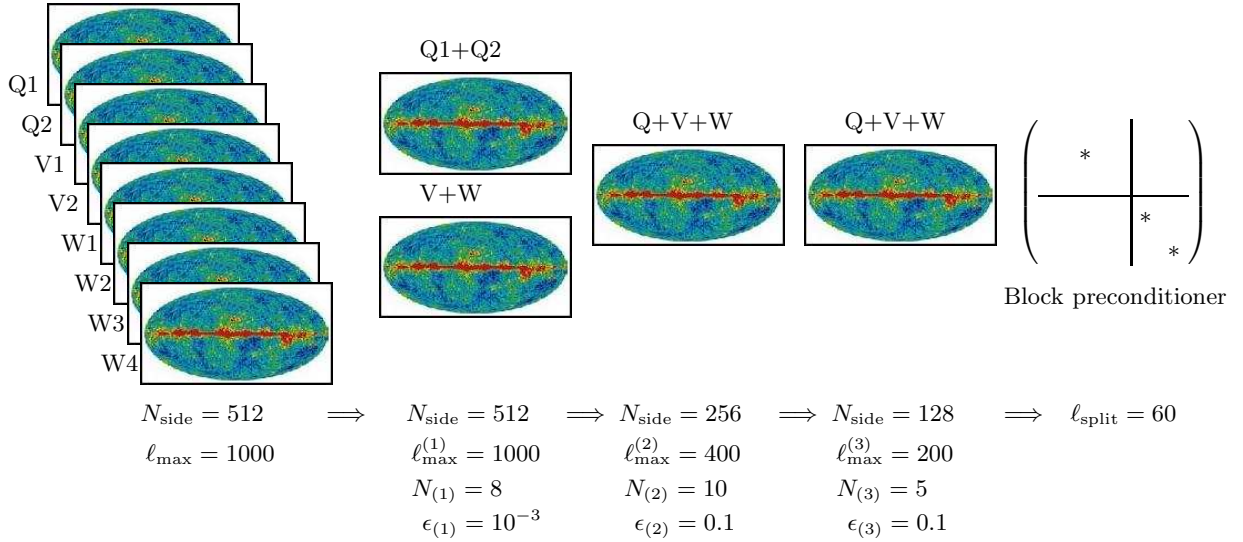 Q1
Q2
V1
V2
W1
W2
W3
W4
Q1+Q2
V+W
Q+V+W
Q+V+W
*
*
*
Block preconditioner
N_side = 512 ⟹ N_side = 512 ⟹ N_side = 256 ⟹ N_side = 128 ⟹ ℓ_split = 60
ℓ_max = 1000 ℓ_max^(1) = 1000 ℓ_max^(2) = 400 ℓ_max^(3) = 200
N_(1) = 8 N_(2) = 10 N_(3) = 5
ϵ_(1) = 10^−3 ϵ_(2) = 0.1 ϵ_(3) = 0.1